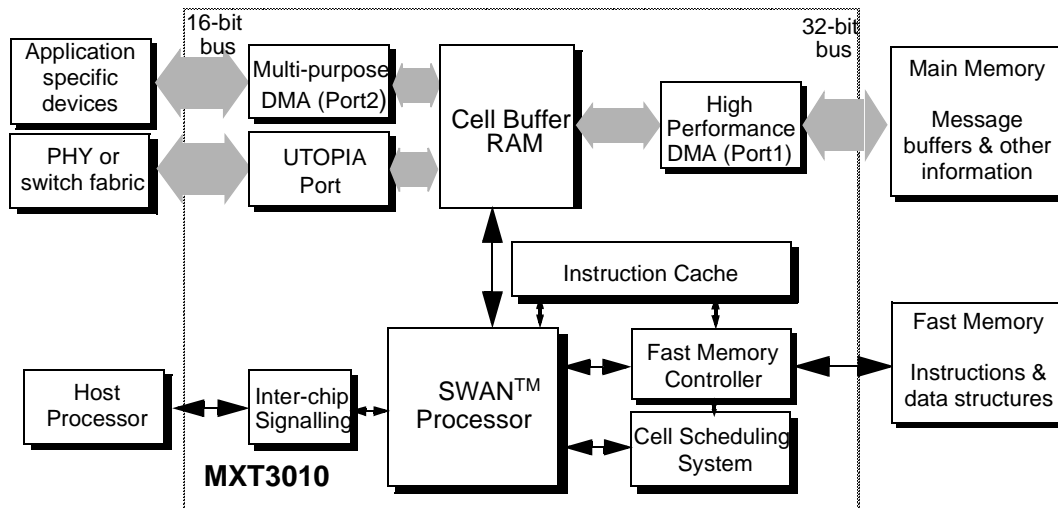 16-bit
bus
32-bit
bus
Application
specific
devices
Multi-purpose
DMA (Port2)
Cell Buffer
RAM
High
Performance
DMA (Port1)
Main Memory
Message
buffers & other
information
PHY or
switch fabric
UTOPIA
Port
Instruction Cache
Host
Processor
Inter-chip
Signalling
SWAN™
Processor
Fast Memory
Controller
Fast Memory
Instructions &
data structures
Cell Scheduling
System
MXT3010